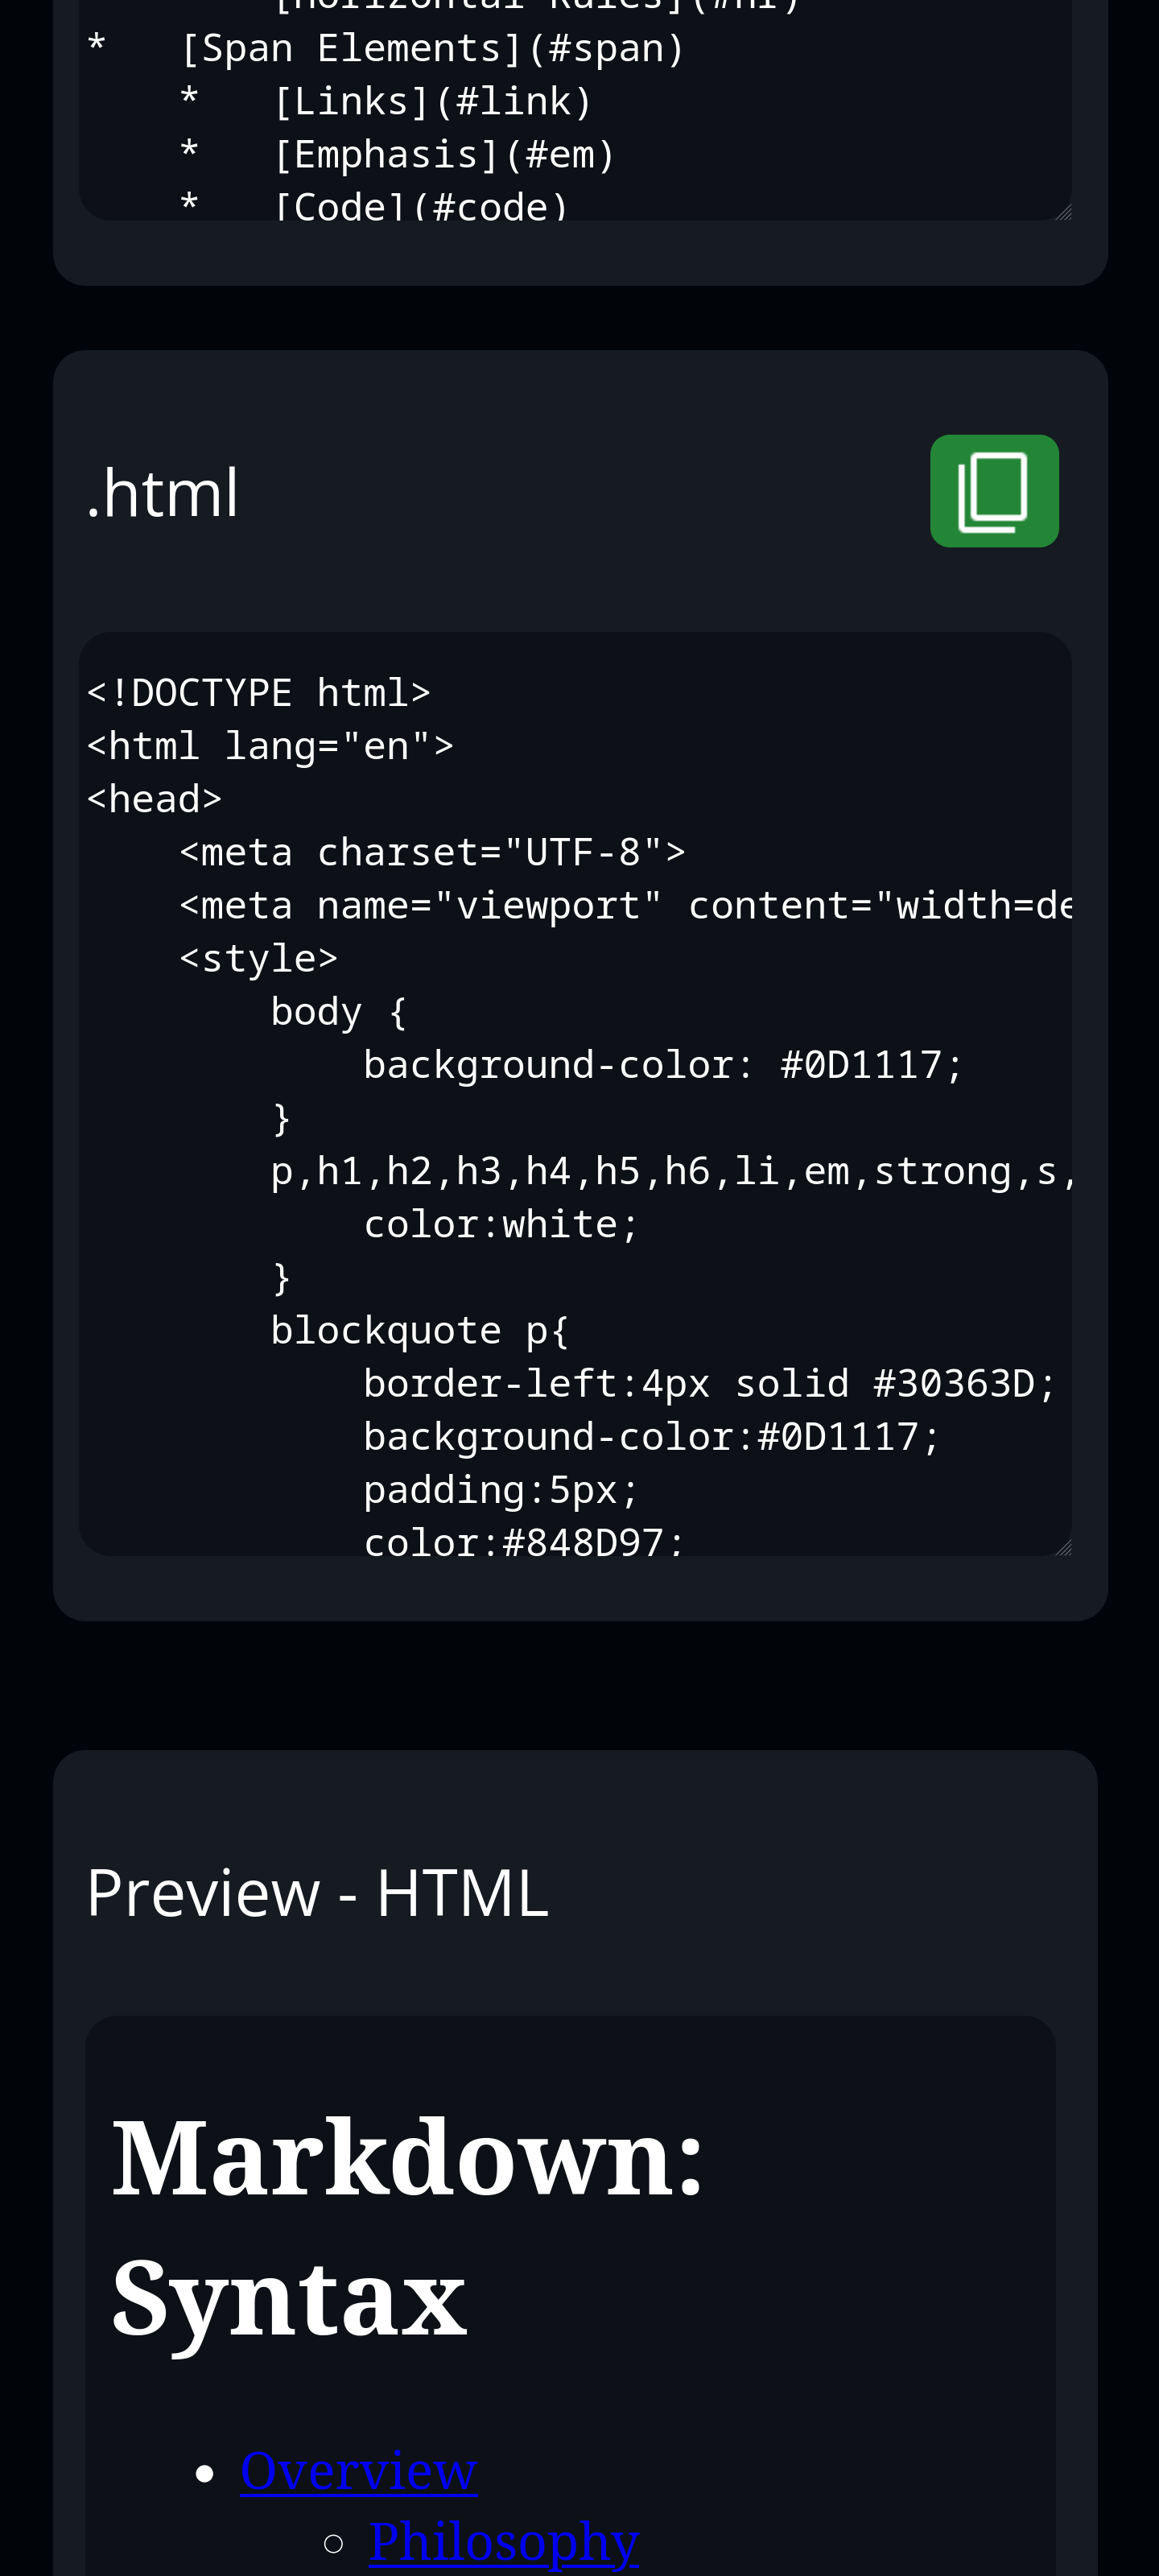 [Horizontal Rules](#hr)
*   [Span Elements](#span)
    *   [Links](#link)
    *   [Emphasis](#em)
    *   [Code](#code)
.html
<!DOCTYPE html>
<html lang="en">
<head>
    <meta charset="UTF-8">
    <meta name="viewport" content="width=de
    <style>
        body {
            background-color: #0D1117;
        }
        p,h1,h2,h3,h4,h5,h6,li,em,strong,s,
            color:white;
        }
        blockquote p{
            border-left:4px solid #30363D;
            background-color:#0D1117;
            padding:5px;
            color:#848D97;
Preview - HTML
Markdown:
Syntax
• Overview
○ Philosophy